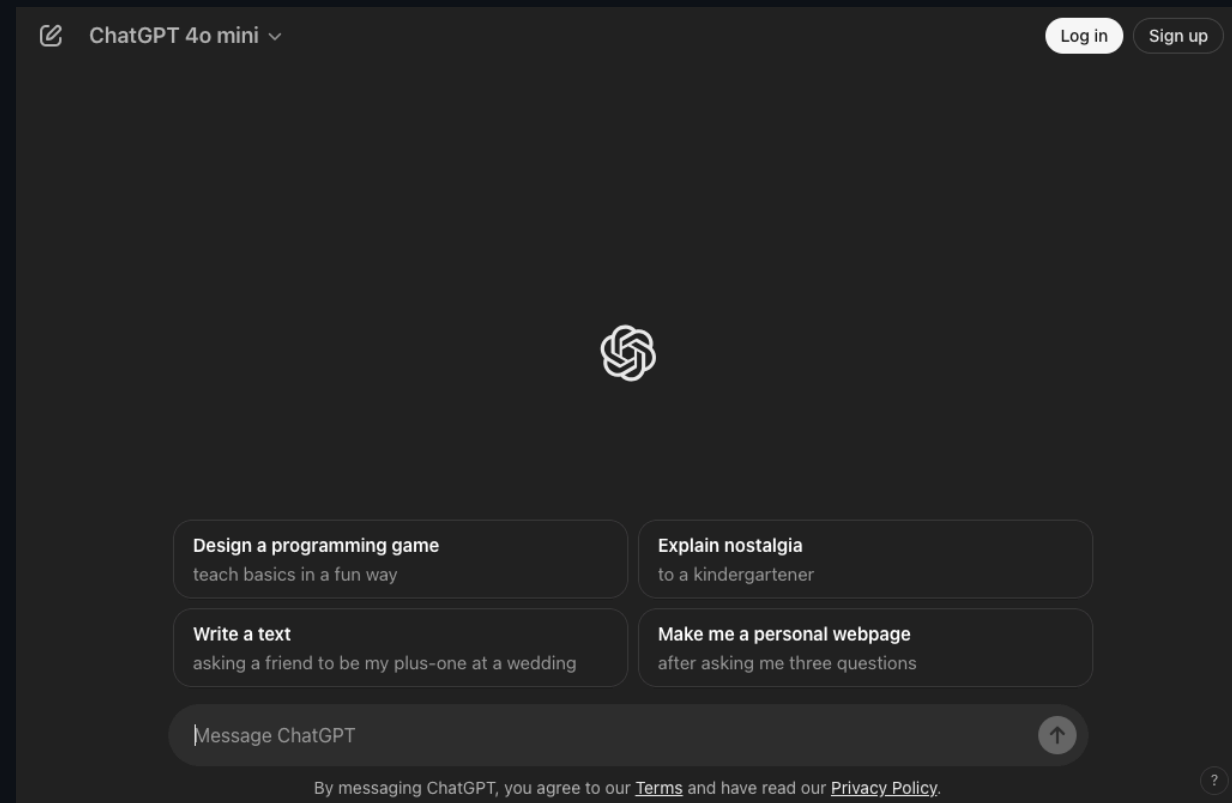 ChatGPT 4o mini
Log in
Sign up
Design a programming game
teach basics in a fun way
Explain nostalgia
to a kindergartener
Write a text
asking a friend to be my plus-one at a wedding
Make me a personal webpage
after asking me three questions
Message ChatGPT
By messaging ChatGPT, you agree to our Terms and have read our Privacy Policy.
?